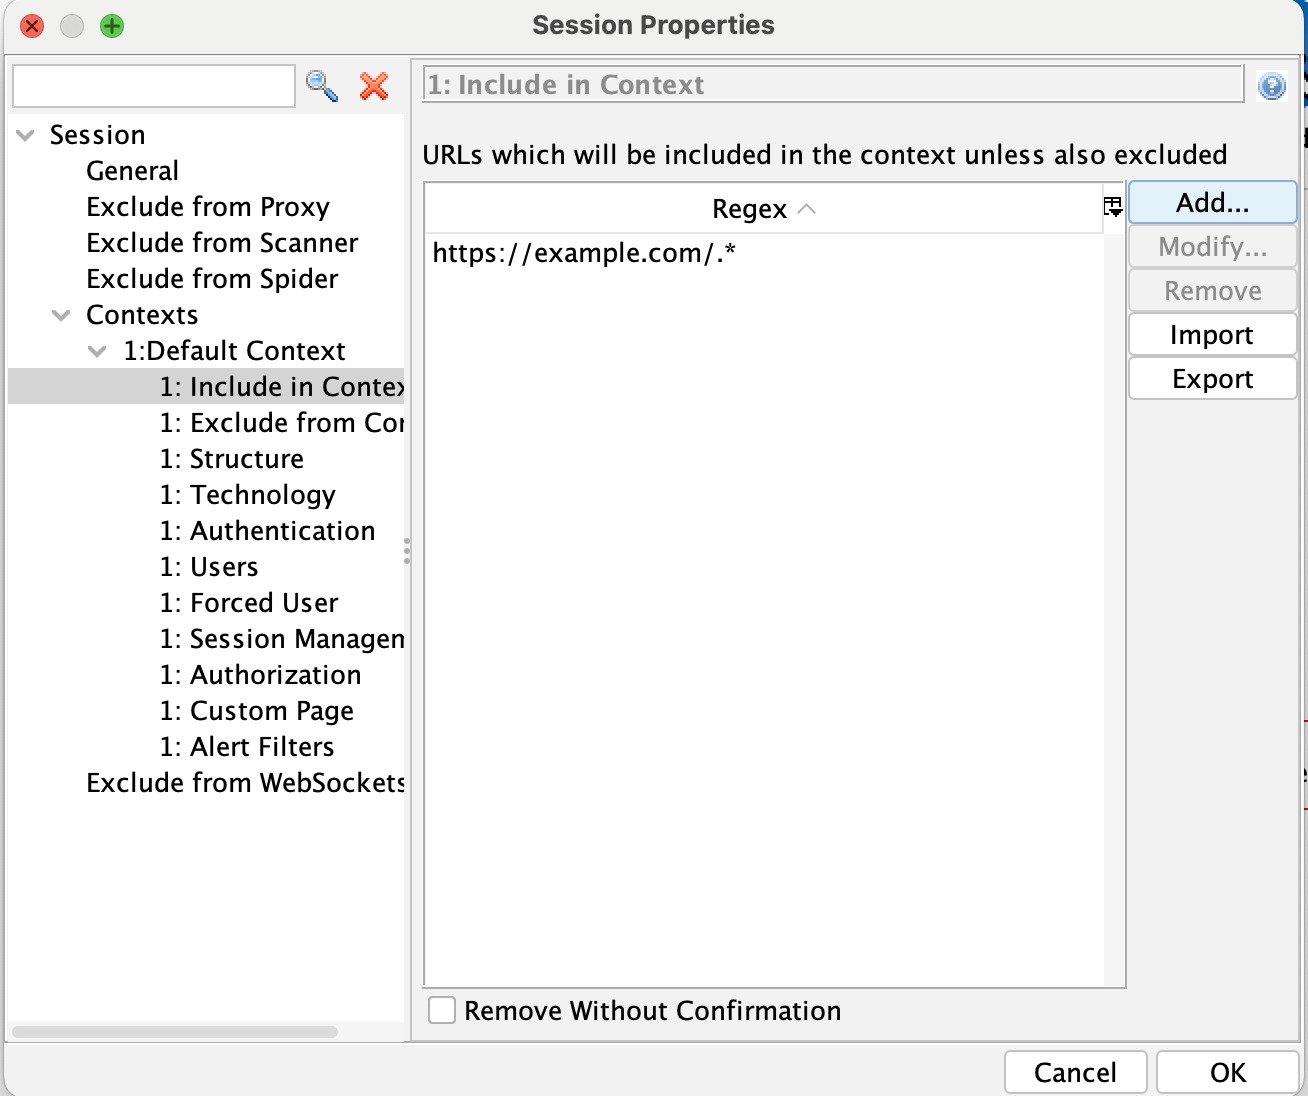 Session Properties
1: Include in Context
Session
General
Exclude from Proxy
Exclude from Scanner
Exclude from Spider
Contexts
1:Default Context
1: Include in Contex
1: Exclude from Cor
1: Structure
1: Technology
1: Authentication
1: Users
1: Forced User
1: Session Managem
1: Authorization
1: Custom Page
1: Alert Filters
Exclude from WebSockets
URLs which will be included in the context unless also excluded
Regex
https://example.com/.*
Add...
Modify...
Remove
Import
Export
Remove Without Confirmation
Cancel
OK